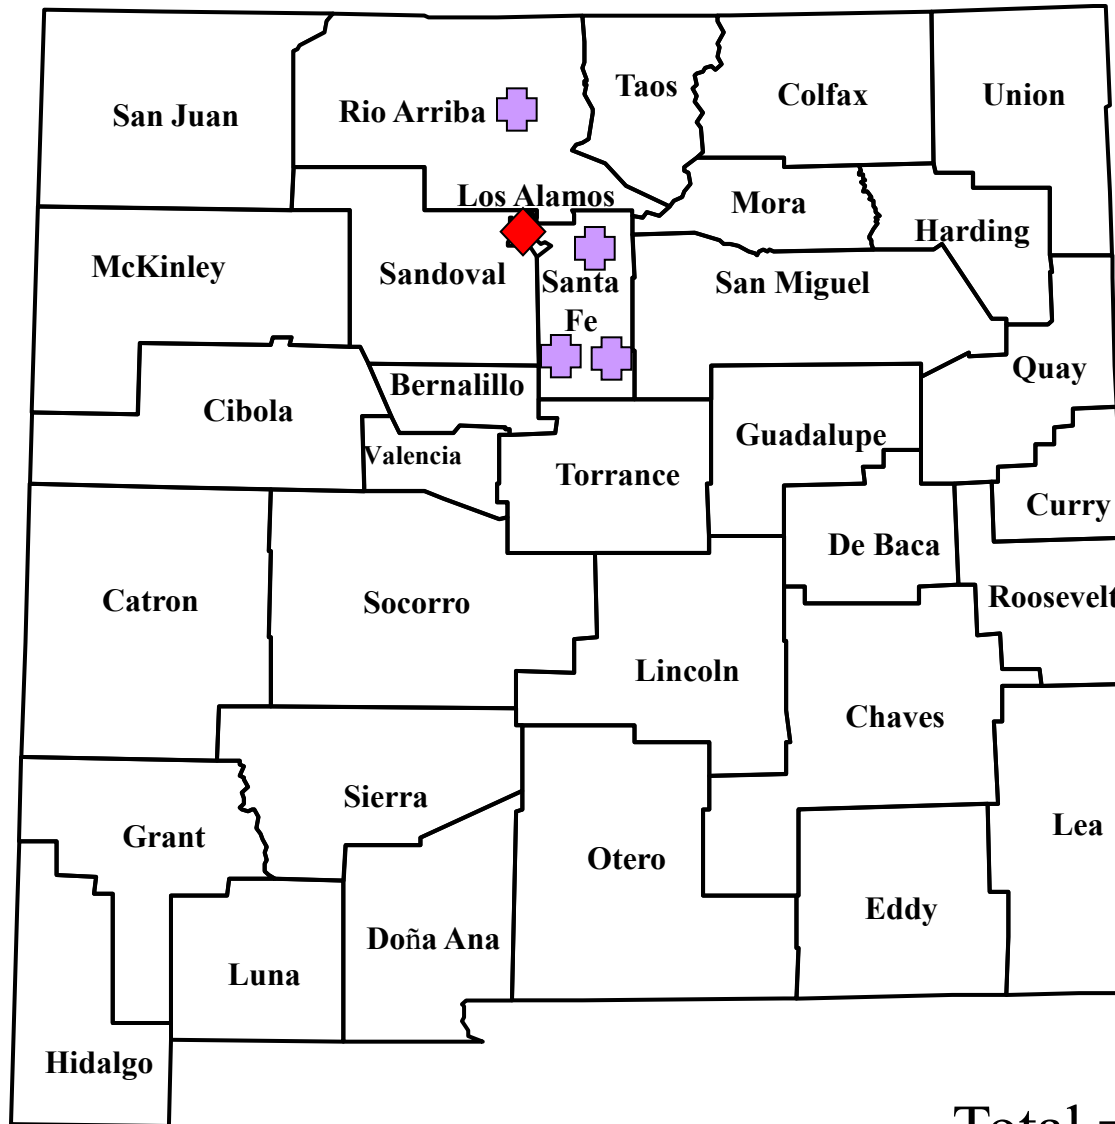 San Juan
Rio Arriba
Taos
Colfax
Union
Los Alamos
Mora
Harding
McKinley
Sandoval
Santa
Fe
San Miguel
Quay
Bernalillo
Cibola
Guadalupe
Valencia
Torrance
Curry
De Baca
Catron
Socorro
Roosevelt
Lincoln
Chaves
Sierra
Grant
Lea
Otero
Eddy
Doña Ana
Luna
Hidalgo
Total =